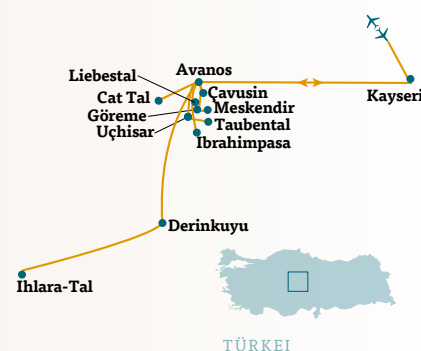 Liebestal
Avanos
Cat Tal
Çavusin
Kayseri
Göreme
Meskendir
Uçhisar
Taubental
Ibrahimpasa
Derinkuyu
Ihlara-Tal
TÜRKEI